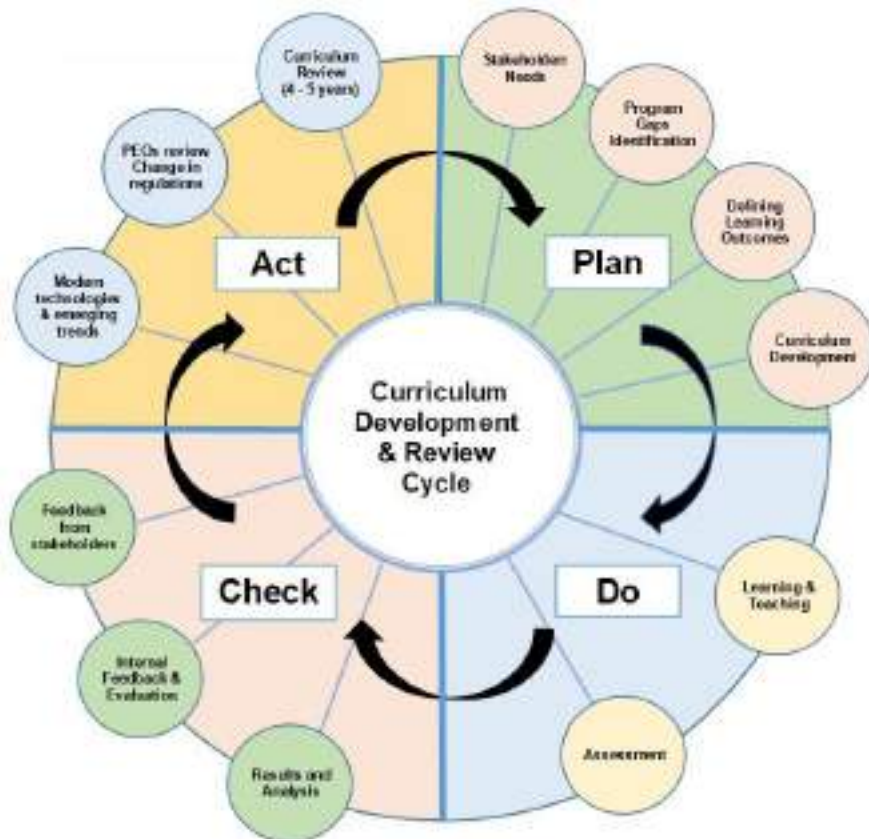 Curriculum
Review
(4 - 5 years)
Stakeholders
Needs
Program
Gaps
Identification
PEOs review
Change in
regulations
Defining
Learning
Outcomes
Act
Plan
Modern
technologies
& emerging
trends
Curriculum
Development
Curriculum
Development
& Review
Cycle
Feedback
from
stakeholders
Check
Do
Learning &
Teaching
Internal
Feedback &
Evaluation
Assessment
Results and
Analysis